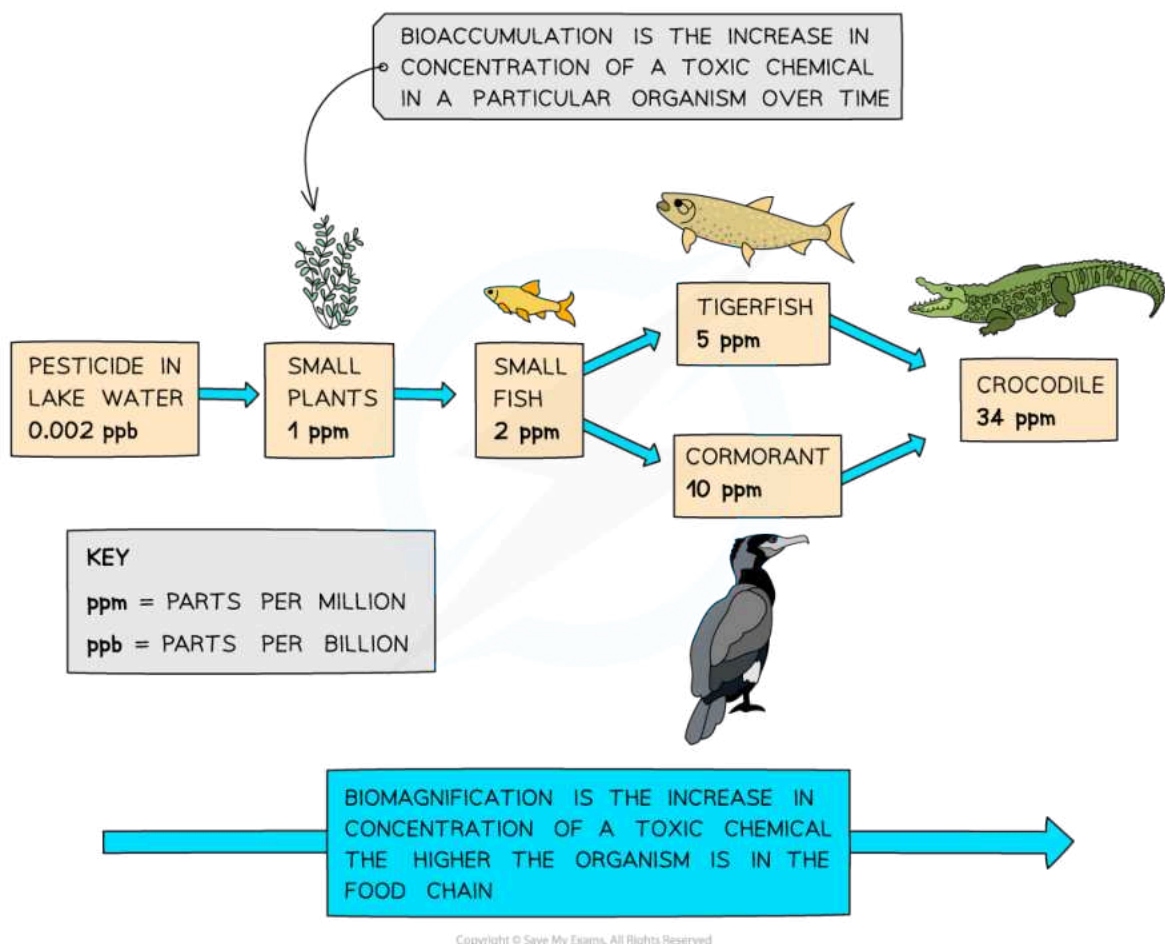 BIOACCUMULATION IS THE INCREASE IN
CONCENTRATION OF A TOXIC CHEMICAL
IN A PARTICULAR ORGANISM OVER TIME
PESTICIDE IN
LAKE WATER
0.002 ppb
SMALL
PLANTS
1 ppm
SMALL
FISH
2 ppm
TIGERFISH
5 ppm
CORMORANT
10 ppm
CROCODILE
34 ppm
KEY
ppm = PARTS PER MILLION
ppb = PARTS PER BILLION
BIOMAGNIFICATION IS THE INCREASE IN
CONCENTRATION OF A TOXIC CHEMICAL
THE HIGHER THE ORGANISM IS IN THE
FOOD CHAIN
Copyright © Save My Exams. All Rights Reserved